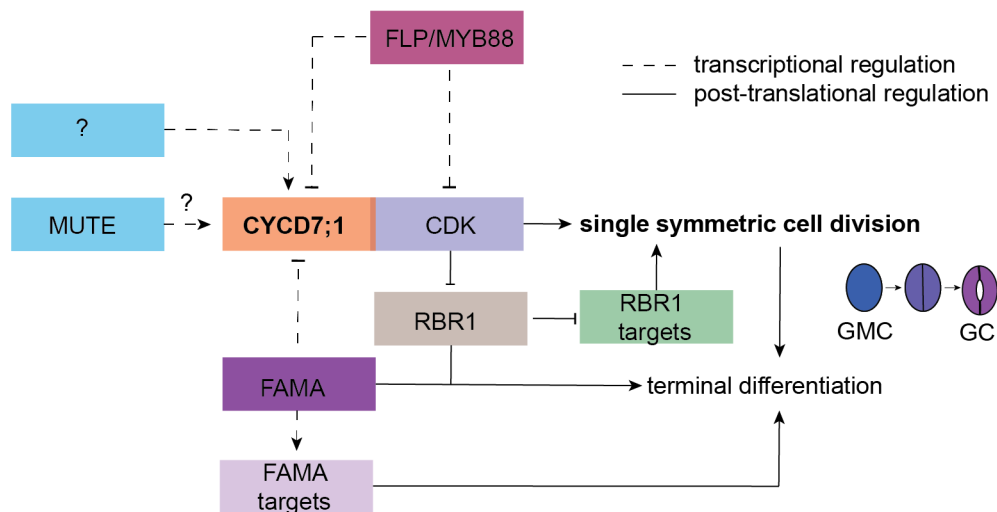 FLP/MYB88
transcriptional regulation
post-translational regulation
?
?
MUTE
CYCD7;1
CDK
single symmetric cell division
RBR1
RBR1
targets
GMC
GC
FAMA
terminal differentiation
FAMA
targets